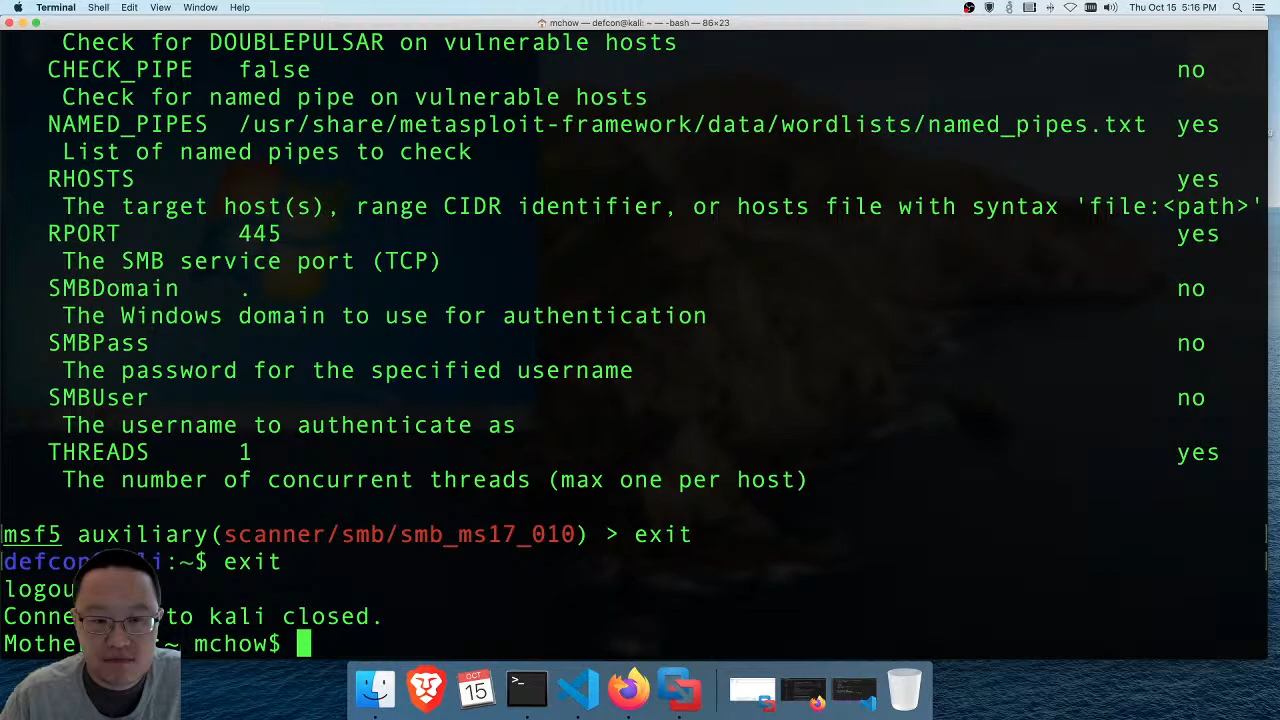 Terminal Shell Edit View Window Help Thu Oct 15 5:16 PM
mchow — defcon@kali: ~ — -bash — 86×23
Check for DOUBLEPULSAR on vulnerable hosts
CHECK_PIPE false no
Check for named pipe on vulnerable hosts
NAMED_PIPES /usr/share/metasploit-framework/data/wordlists/named_pipes.txt yes
List of named pipes to check
RHOSTS yes
The target host(s), range CIDR identifier, or hosts file with syntax 'file:<path>'
RPORT 445 yes
The SMB service port (TCP)
SMBDomain . no
The Windows domain to use for authentication
SMBPass no
The password for the specified username
SMBUser no
The username to authenticate as
THREADS 1 yes
The number of concurrent threads (max one per host)
msf5 auxiliary(scanner/smb/smb_ms17_010) > exit
:~$ exit
to kali closed.
:~ mchow$
OCT
15